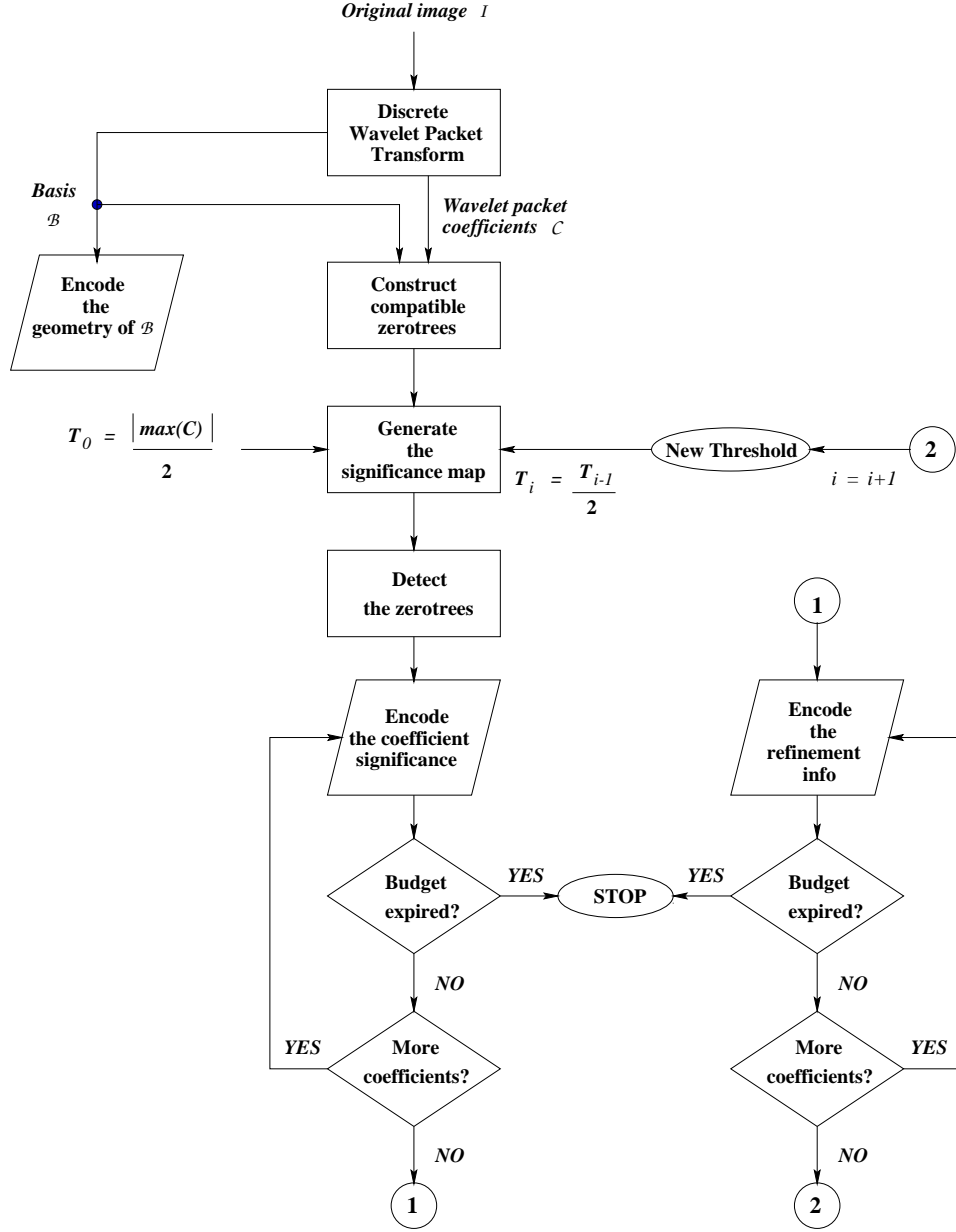 Original image I
Discrete
Wavelet Packet
Transform
Basis
ℬ
Wavelet packet
coefficients 𝒞
Encode
the
geometry of ℬ
Construct
compatible
zerotrees
T0 = |max(C)|
2
Generate
the
significance map
Ti = Ti-1
2
New Threshold
i = i+1
2
Detect
the zerotrees
1
Encode
the coefficient
significance
Encode
the
refinement
info
Budget
expired?
YES
STOP
YES
Budget
expired?
NO
NO
YES
More
coefficients?
More
coefficients?
YES
NO
NO
1
2